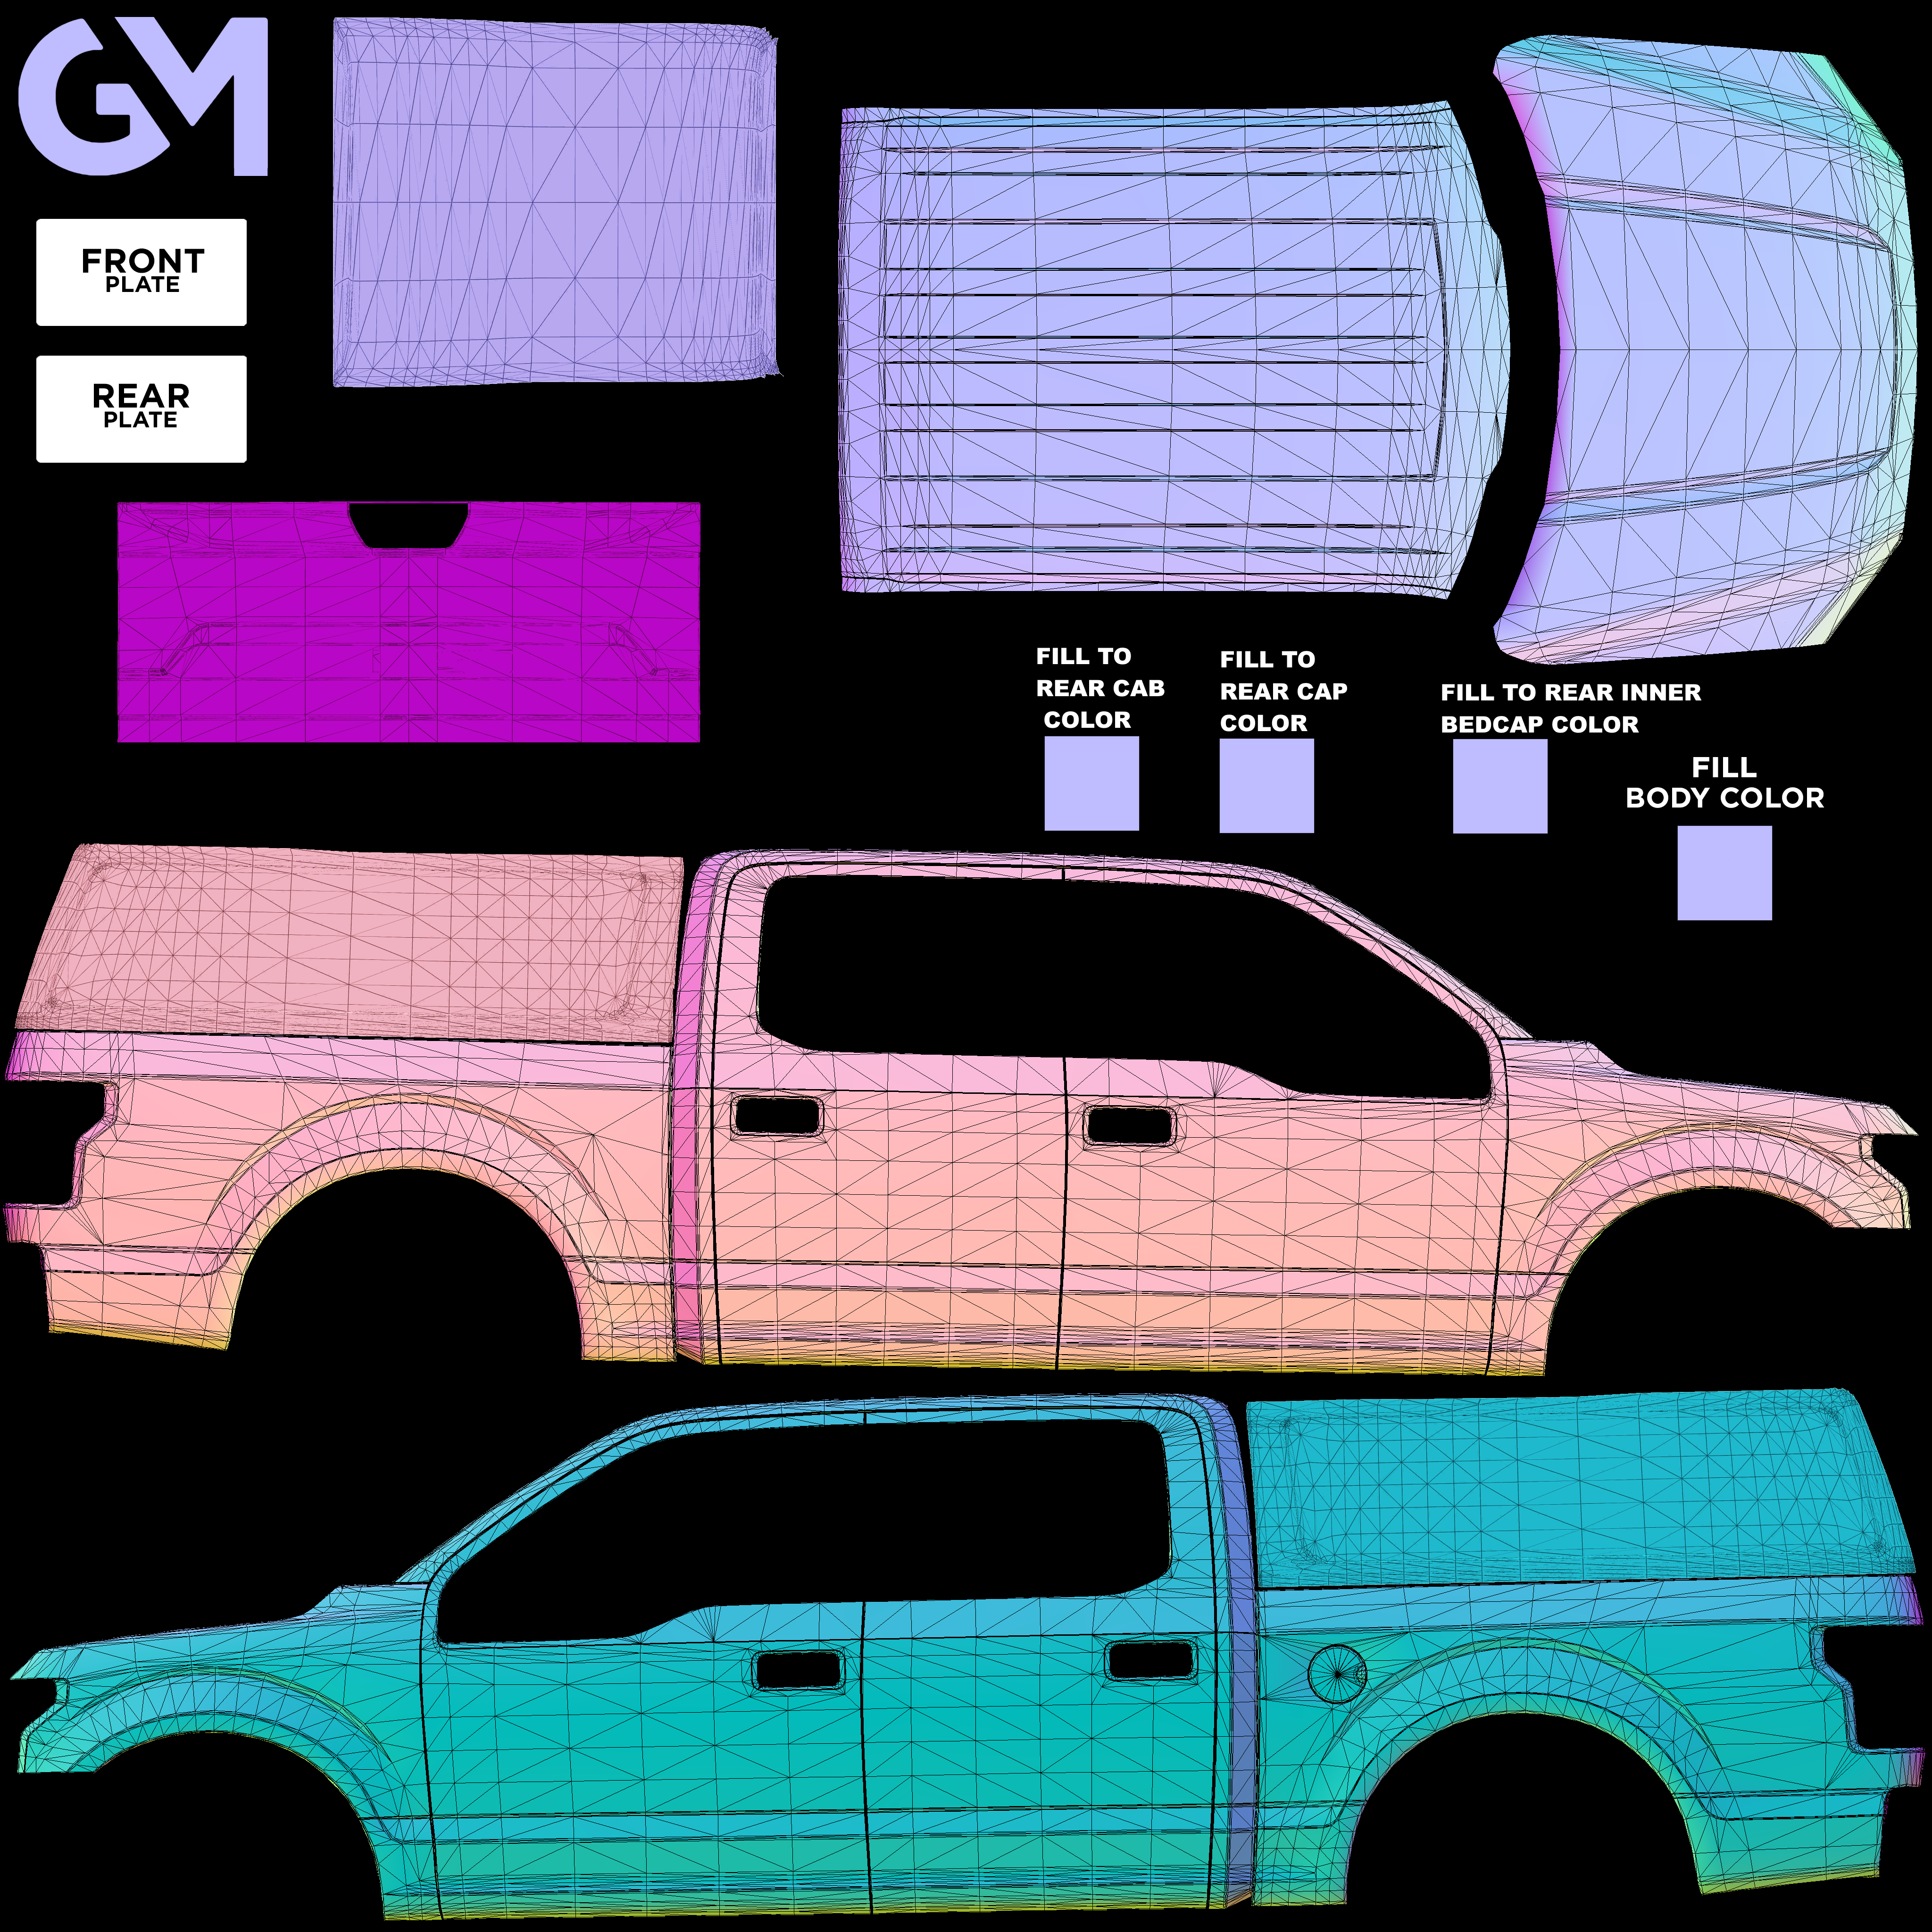 GM
FRONT
PLATE
REAR
PLATE
FILL TO
REAR CAB
COLOR
FILL TO
REAR CAP
COLOR
FILL TO REAR INNER
BEDCAP COLOR
FILL
BODY COLOR